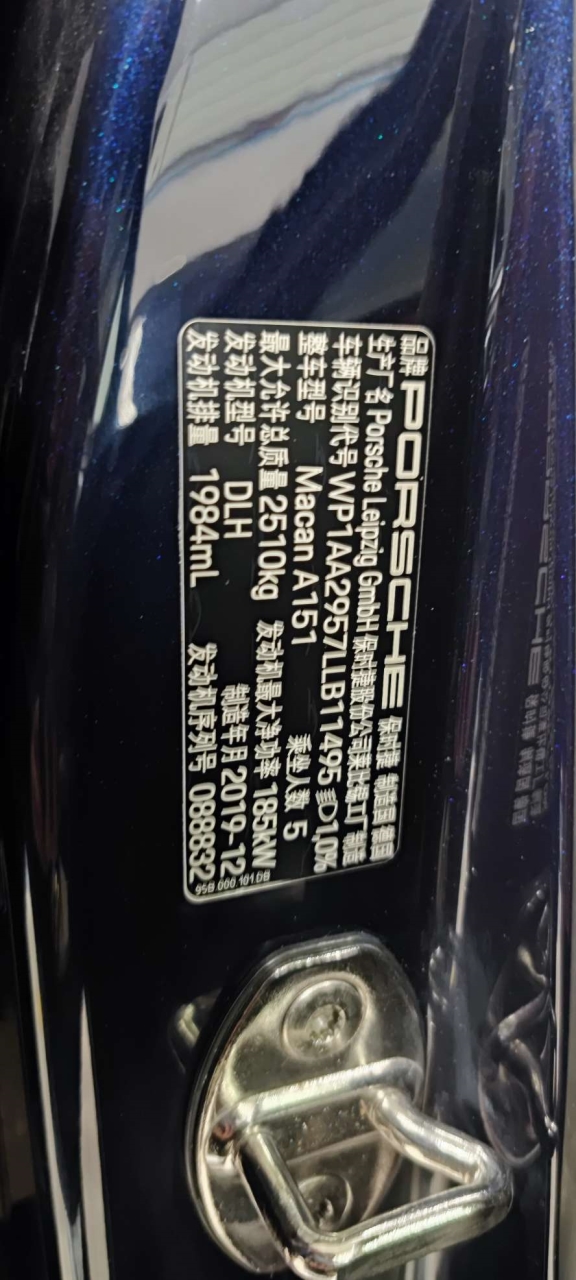 品牌 PORSCHE 保时捷 制造国 德国
生产厂名 Porsche Leipzig GmbH 保时捷股份公司莱比锡工厂 制造
车辆识别代号 WP1AA2957LLB11495 1,0%
整车型号 Macan A151 乘坐人数 5
最大允许总质量 2510kg 发动机最大净功率 185kW
发动机型号 DLH 制造年月 2019-12
发动机排量 1984mL 发动机序列号 088832
95B.000.101.DB